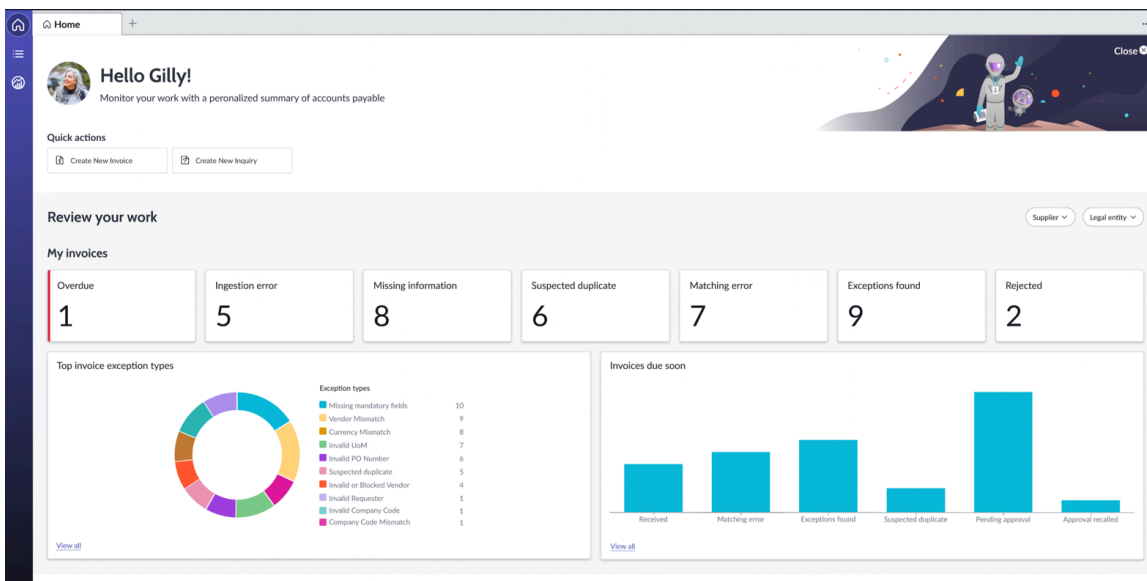 Home
Close
Hello Gilly!
Monitor your work with a peronalized summary of accounts payable
Quick actions
Create New Invoice
Create New Inquiry
Review your work
Supplier
Legal entity
My invoices
Overdue
1
Ingestion error
5
Missing information
8
Suspected duplicate
6
Matching error
7
Exceptions found
9
Rejected
2
Top invoice exception types
Exception types
Missing mandatory fields 10
Vendor Mismatch 9
Currency Mismatch 8
Invalid UoM 7
Invalid PO Number 6
Suspected duplicate 5
Invalid or Blocked Vendor 4
Invalid Requester 1
Invalid Company Code 1
Company Code Mismatch 1
View all
Invoices due soon
Received Matching error Exceptions found Suspected duplicate Pending approval Approval recalled
View all